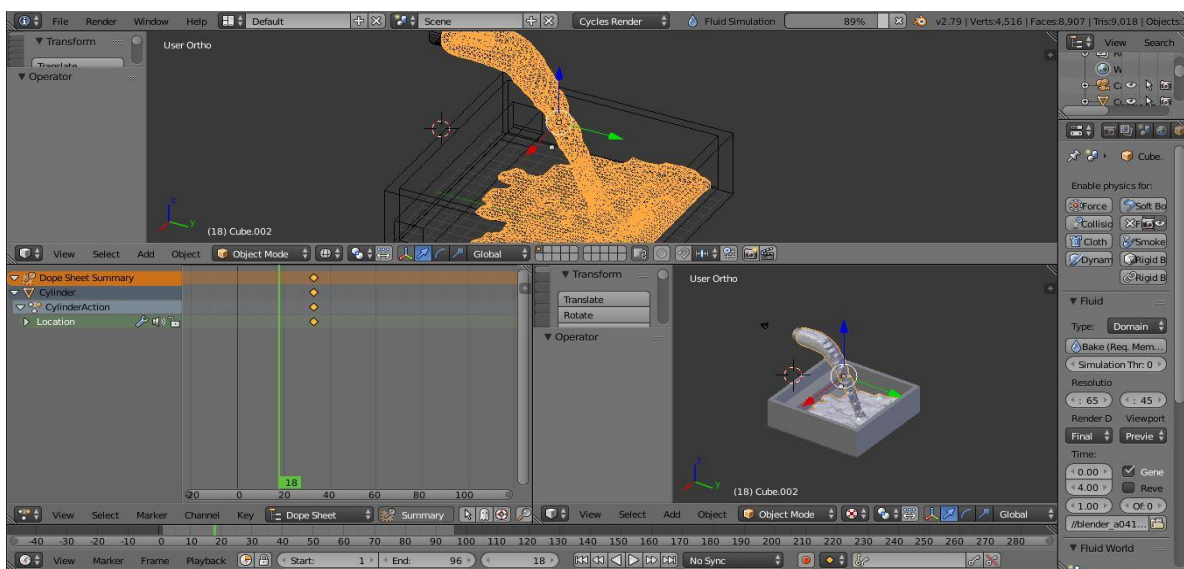 File Render Window Help Default Scene Cycles Render Fluid Simulation 89% v2.79 | Verts:4,516 | Faces:8,907 | Tris:9,018 | Objects:
Transform
Translate
Operator
User Ortho
(18) Cube.002
View Select Add Object Object Mode Global
View Search
Cube.
Enable physics for:
Force Soft Bo
Collisio
Cloth Smoke
Dynam Rigid B
Rigid B
Fluid
Type: Domain
Bake (Req. Mem...
Simulation Thr: 0
Resolutio
: 65 : 45
Render D Viewport
Final Previe
Time:
0.00 Gene
4.00 Reve
1.00 Of: 0
//blender_a041...
Fluid World
Dope Sheet Summary
Cylinder
CylinderAction
Location
18
-20 0 20 40 60 80 100
View Select Marker Channel Key Dope Sheet Summary
Transform
Translate
Rotate
Operator
User Ortho
(18) Cube.002
View Select Add Object Object Mode Global
-40 -30 -20 -10 0 10 20 30 40 50 60 70 80 90 100 110 120 130 140 150 160 170 180 190 200 210 220 230 240 250 260 270 280
View Marker Frame Playback Start: 1 End: 96 18 No Sync